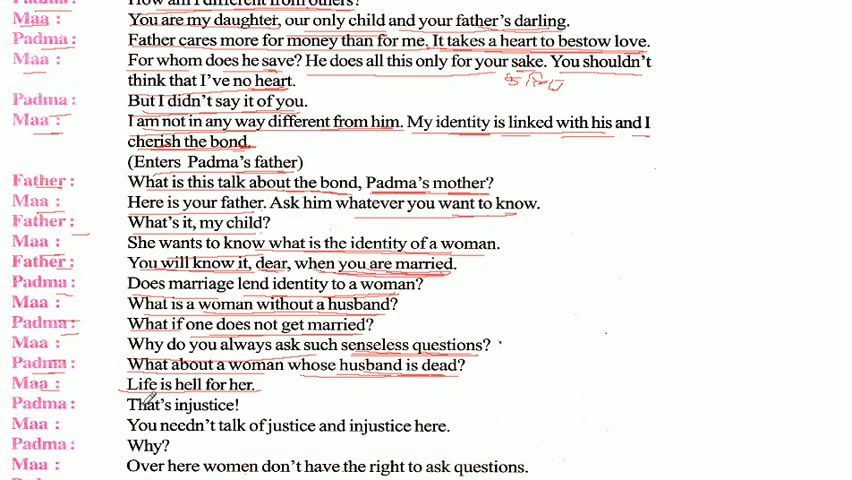 Padma : How am I different from others?
Maa : You are my daughter, our only child and your father's darling.
Padma : Father cares more for money than for me. It takes a heart to bestow love.
Maa : For whom does he save? He does all this only for your sake. You shouldn't
think that I've no heart.
Padma : But I didn't say it of you.
Maa : I am not in any way different from him. My identity is linked with his and I
cherish the bond.
(Enters Padma's father)
Father : What is this talk about the bond, Padma's mother?
Maa : Here is your father. Ask him whatever you want to know.
Father : What's it, my child?
Maa : She wants to know what is the identity of a woman.
Father : You will know it, dear, when you are married.
Padma : Does marriage lend identity to a woman?
Maa : What is a woman without a husband?
Padma : What if one does not get married?
Maa : Why do you always ask such senseless questions?
Padma : What about a woman whose husband is dead?
Maa : Life is hell for her.
Padma : That's injustice!
Maa : You needn't talk of justice and injustice here.
Padma : Why?
Maa : Over here women don't have the right to ask questions.